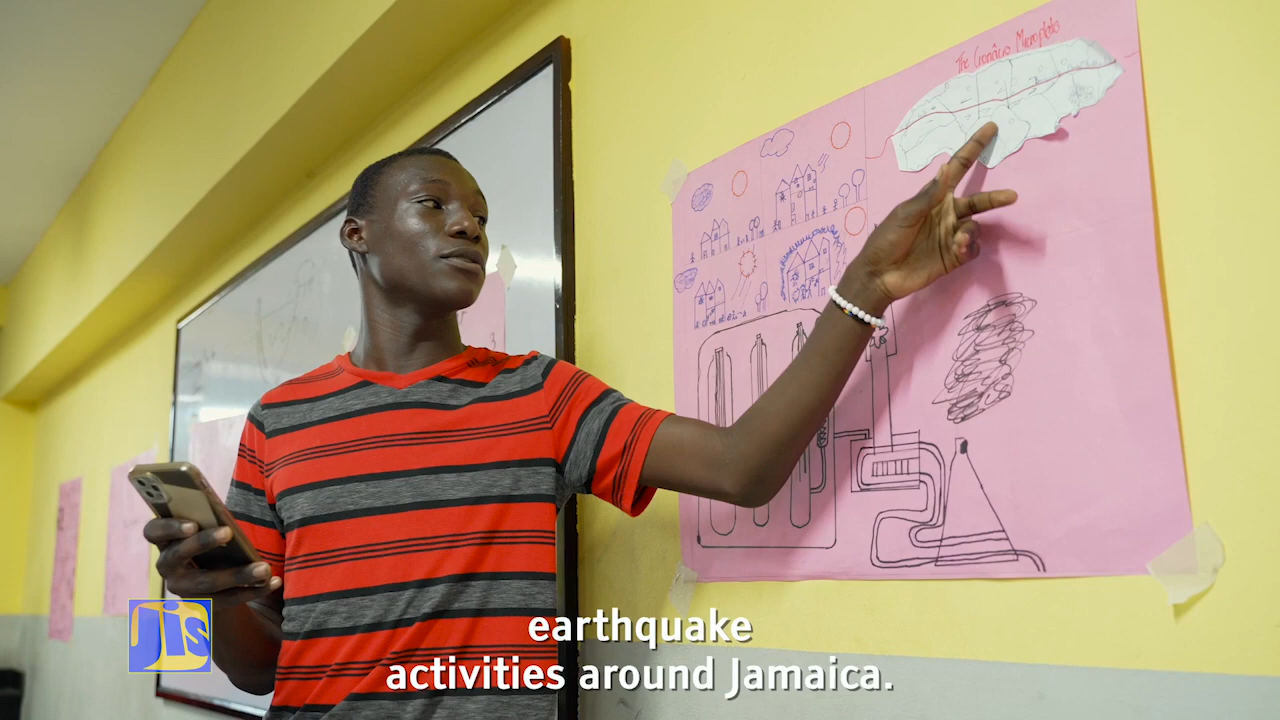 The Gonâve Microplate
JIS
earthquake
activities around Jamaica.